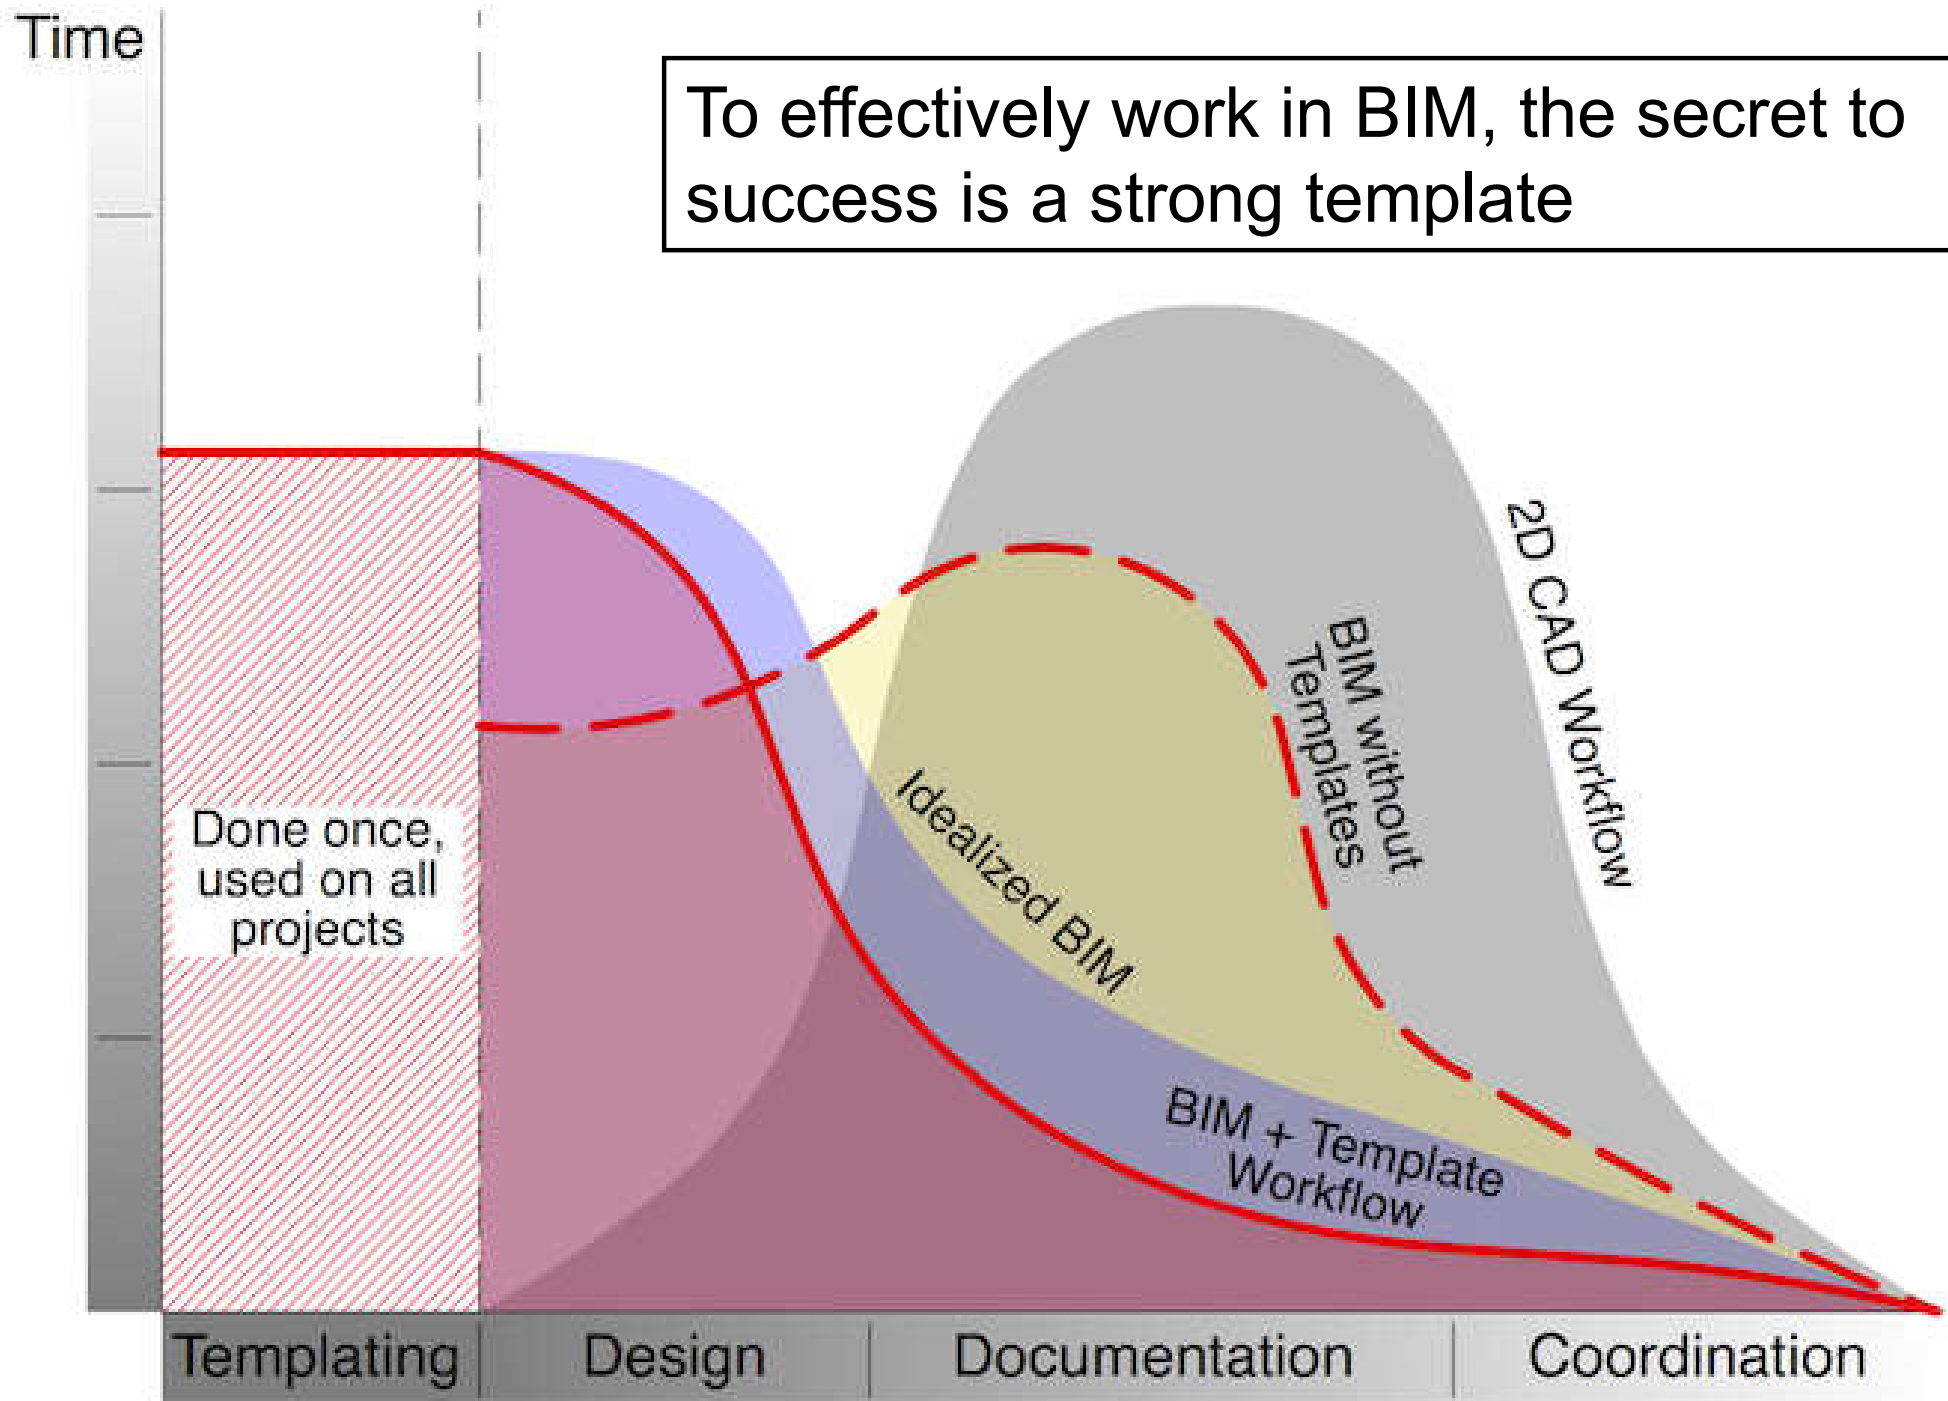 Time
To effectively work in BIM, the secret to
success is a strong template
2D CAD Workflow
BIM without
Templates
Idealized BIM
BIM + Template
Workflow
Done once,
used on all
projects
Templating
Design
Documentation
Coordination